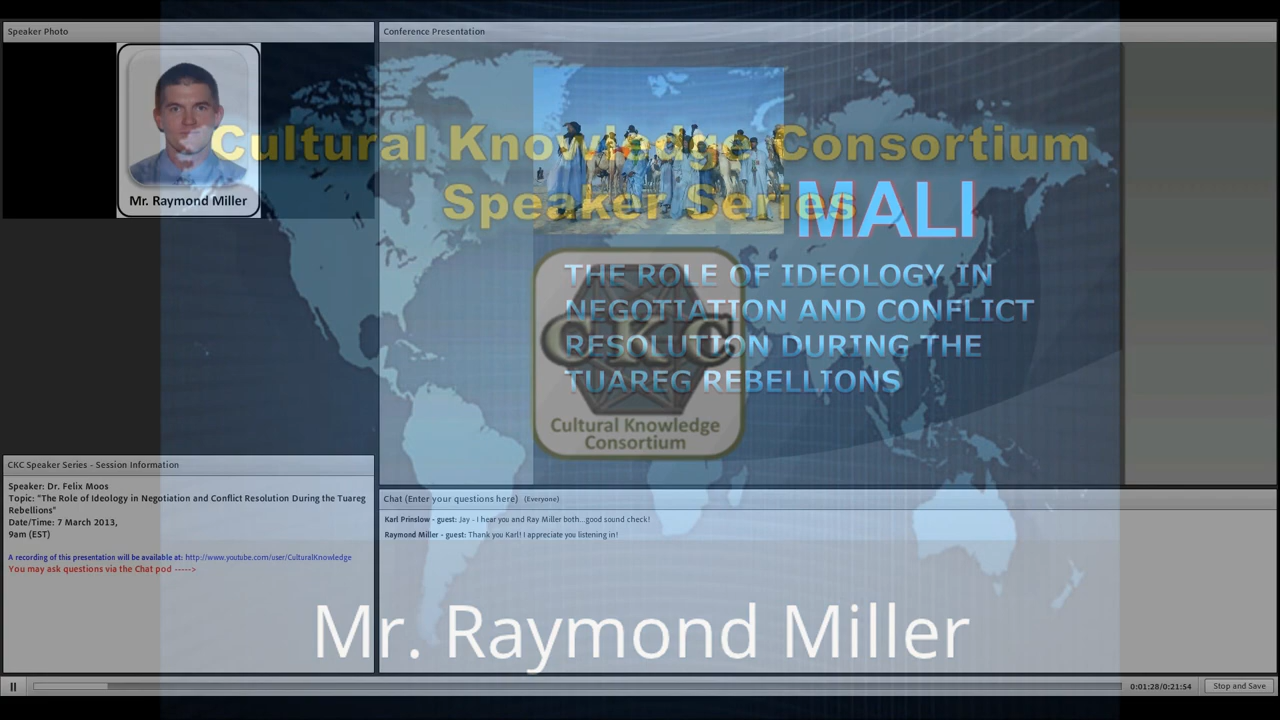 Speaker Photo
Mr. Raymond Miller
Conference Presentation
Cultural Knowledge Consortium
Speaker Series
MALI
THE ROLE OF IDEOLOGY IN
NEGOTIATION AND CONFLICT
RESOLUTION DURING THE
TUAREG REBELLIONS
CKC
Cultural Knowledge
Consortium
CKC Speaker Series - Session Information
Speaker: Dr. Felix Moos
Topic: "The Role of Ideology in Negotiation and Conflict Resolution During the Tuareg
Rebellions"
Date/Time: 7 March 2013,
9am (EST)
A recording of this presentation will be available at: http://www.youtube.com/user/CulturalKnowledge
You may ask questions via the Chat pod ----->
Chat (Enter your questions here) (Everyone)
Karl Prinslow - guest: Jay - I hear you and Ray Miller both...good sound check!
Raymond Miller - guest: Thank you Karl! I appreciate you listening in!
Mr. Raymond Miller
0:01:28/0:21:54
Stop and Save